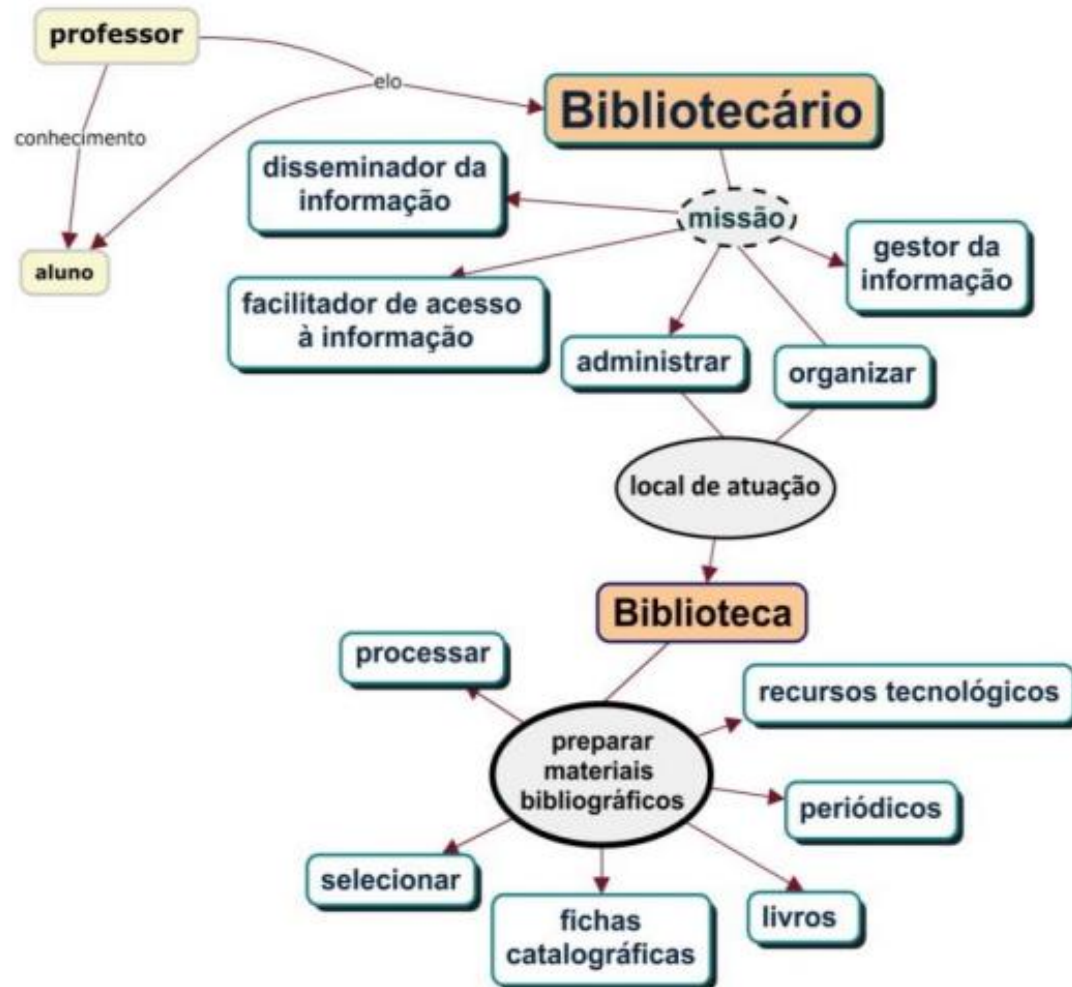 professor
elo
Bibliotecário
conhecimento
disseminador da
informação
missão
gestor da
informação
aluno
facilitador de acesso
à informação
administrar
organizar
local de atuação
Biblioteca
processar
recursos tecnológicos
preparar
materiais
bibliográficos
periódicos
selecionar
fichas
catalográficas
livros